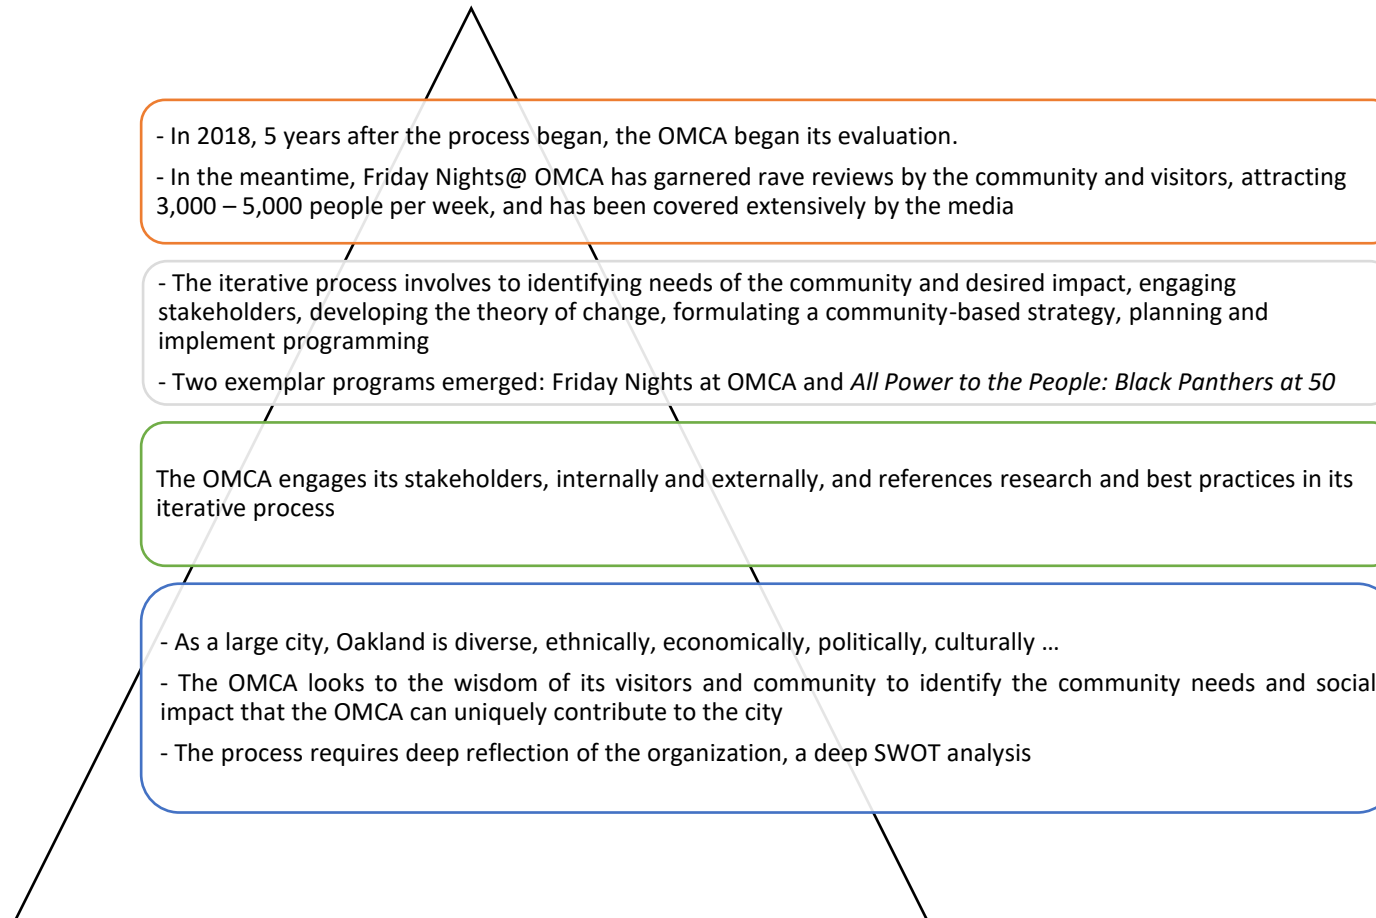 - In 2018, 5 years after the process began, the OMCA began its evaluation.
- In the meantime, Friday Nights@ OMCA has garnered rave reviews by the community and visitors, attracting
3,000 – 5,000 people per week, and has been covered extensively by the media
- The iterative process involves to identifying needs of the community and desired impact, engaging
stakeholders, developing the theory of change, formulating a community-based strategy, planning and
implement programming
- Two exemplar programs emerged: Friday Nights at OMCA and All Power to the People: Black Panthers at 50
The OMCA engages its stakeholders, internally and externally, and references research and best practices in its
iterative process
- As a large city, Oakland is diverse, ethnically, economically, politically, culturally …
- The OMCA looks to the wisdom of its visitors and community to identify the community needs and social
impact that the OMCA can uniquely contribute to the city
- The process requires deep reflection of the organization, a deep SWOT analysis